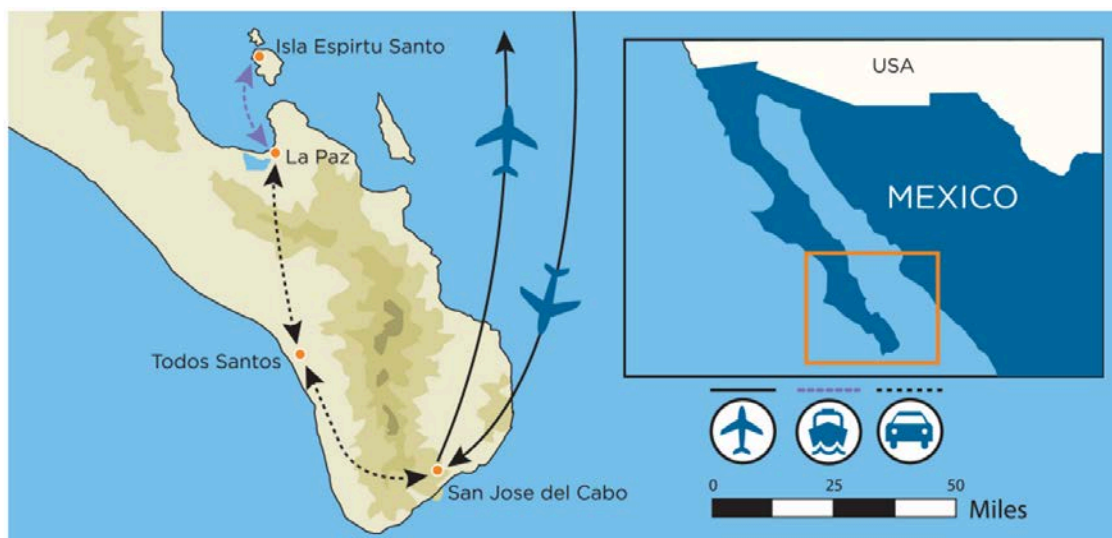 Isla Espirtu Santo
La Paz
Todos Santos
San Jose del Cabo
USA
MEXICO
0 25 50
Miles